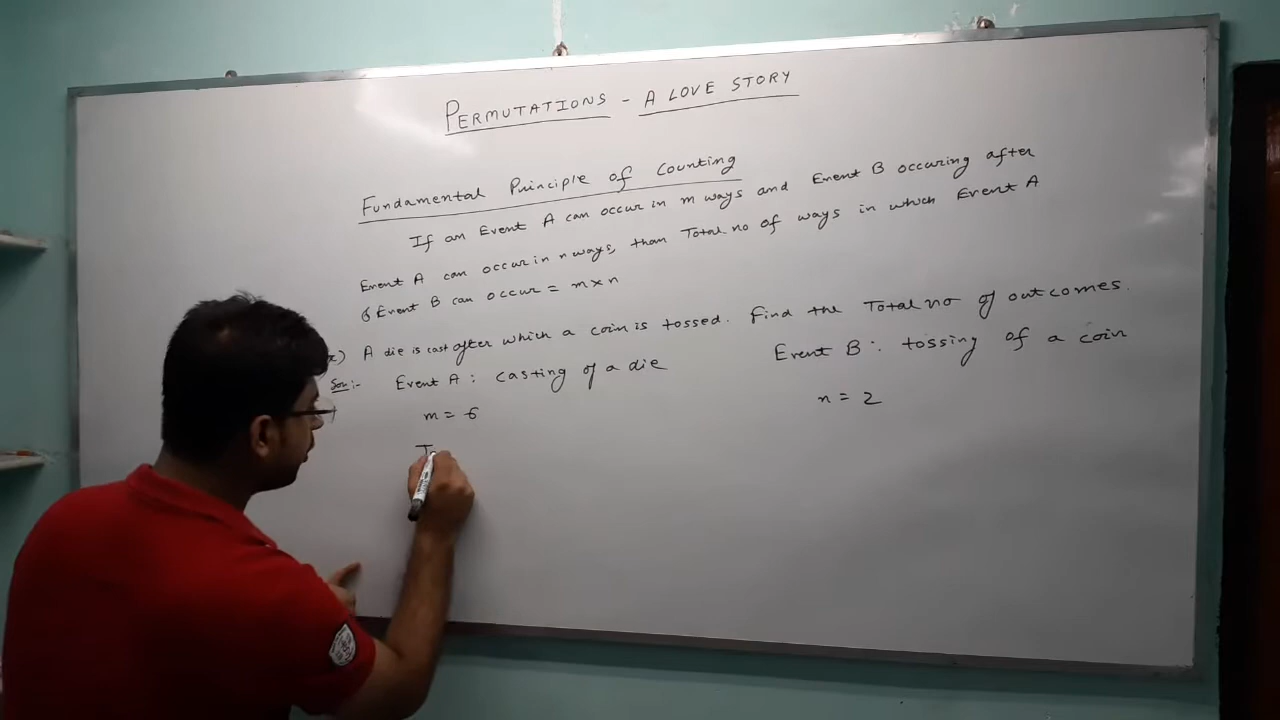 PERMUTATIONS - A LOVE STORY
Fundamental Principle of Counting
If an Event A can occur in m ways and Event B occuring after
Event A can occur in n ways, then Total no of ways in which Event A
& Event B can occur = m × n
x) A die is cast after which a coin is tossed. Find the Total no of outcomes.
Son:- Event A : casting of a die Event B : tossing of a coin
m = 6 n = 2
T